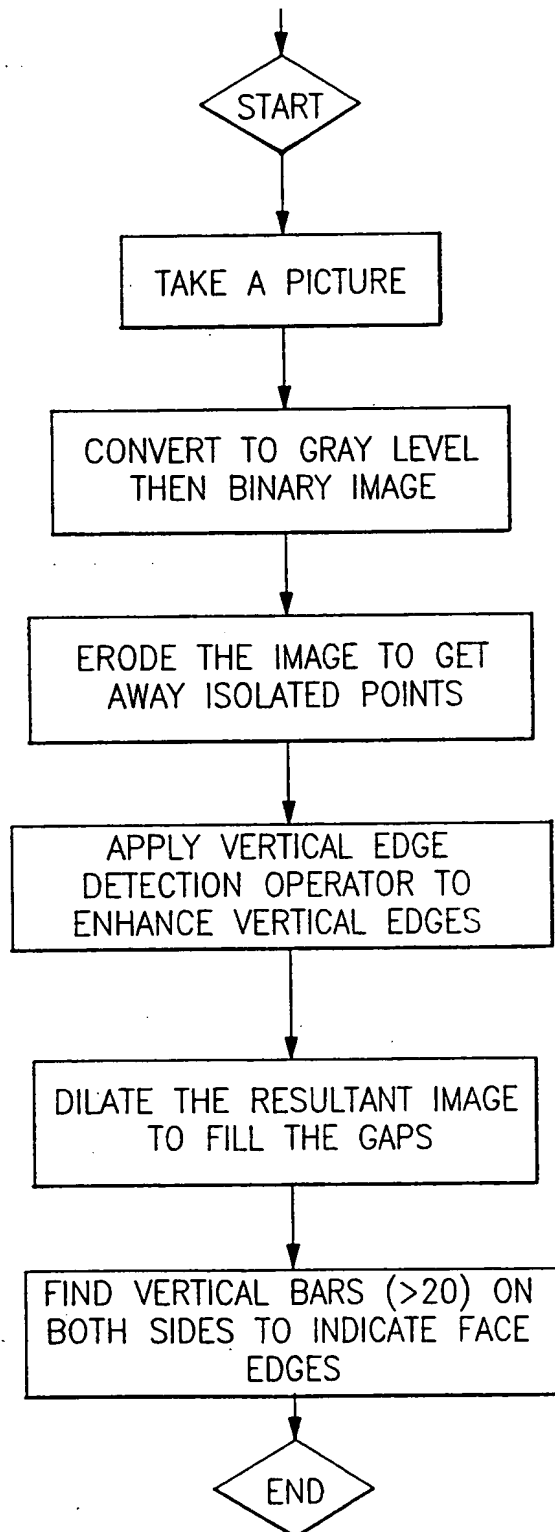 START
TAKE A PICTURE
CONVERT TO GRAY LEVEL
THEN BINARY IMAGE
ERODE THE IMAGE TO GET
AWAY ISOLATED POINTS
APPLY VERTICAL EDGE
DETECTION OPERATOR TO
ENHANCE VERTICAL EDGES
DILATE THE RESULTANT IMAGE
TO FILL THE GAPS
FIND VERTICAL BARS (>20) ON
BOTH SIDES TO INDICATE FACE
EDGES
END